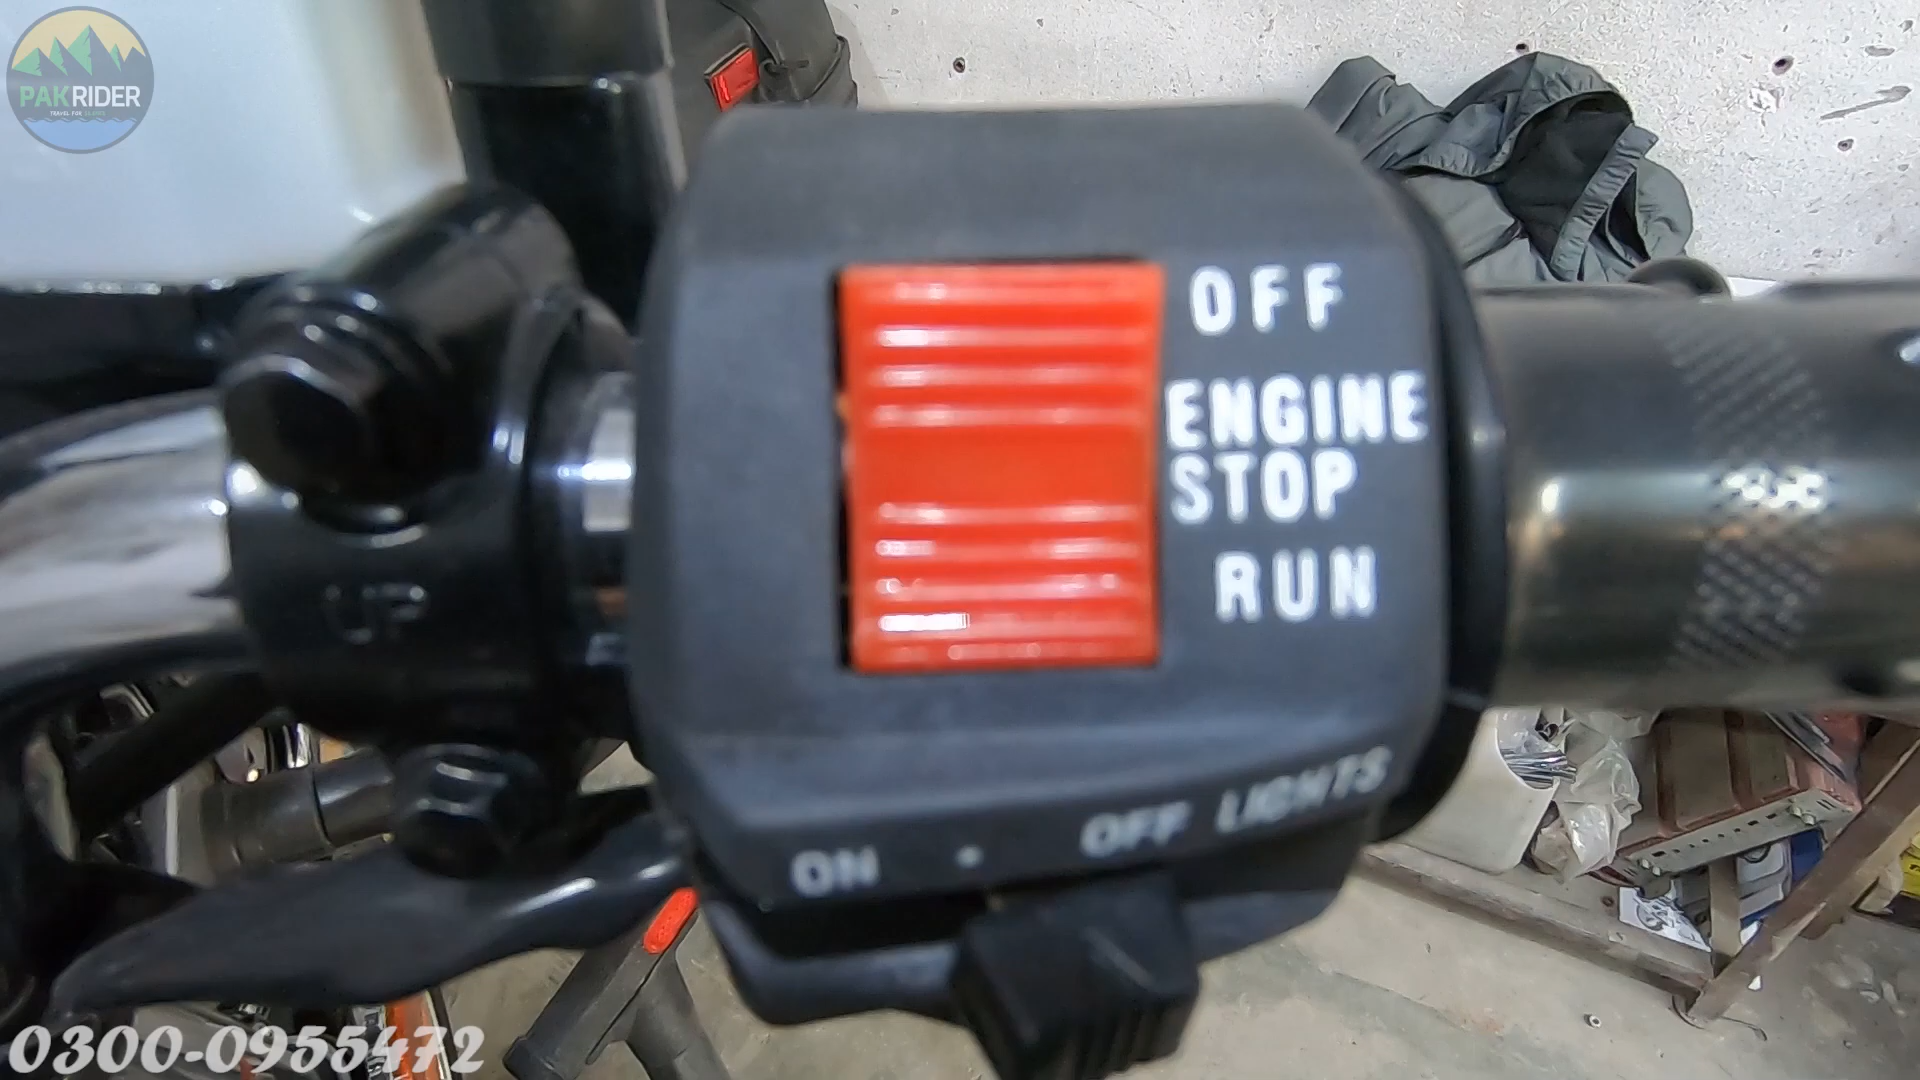 PAKRIDER
OFF
ENGINE
STOP
RUN
UP
ON • OFF LIGHTS
0300-0955472